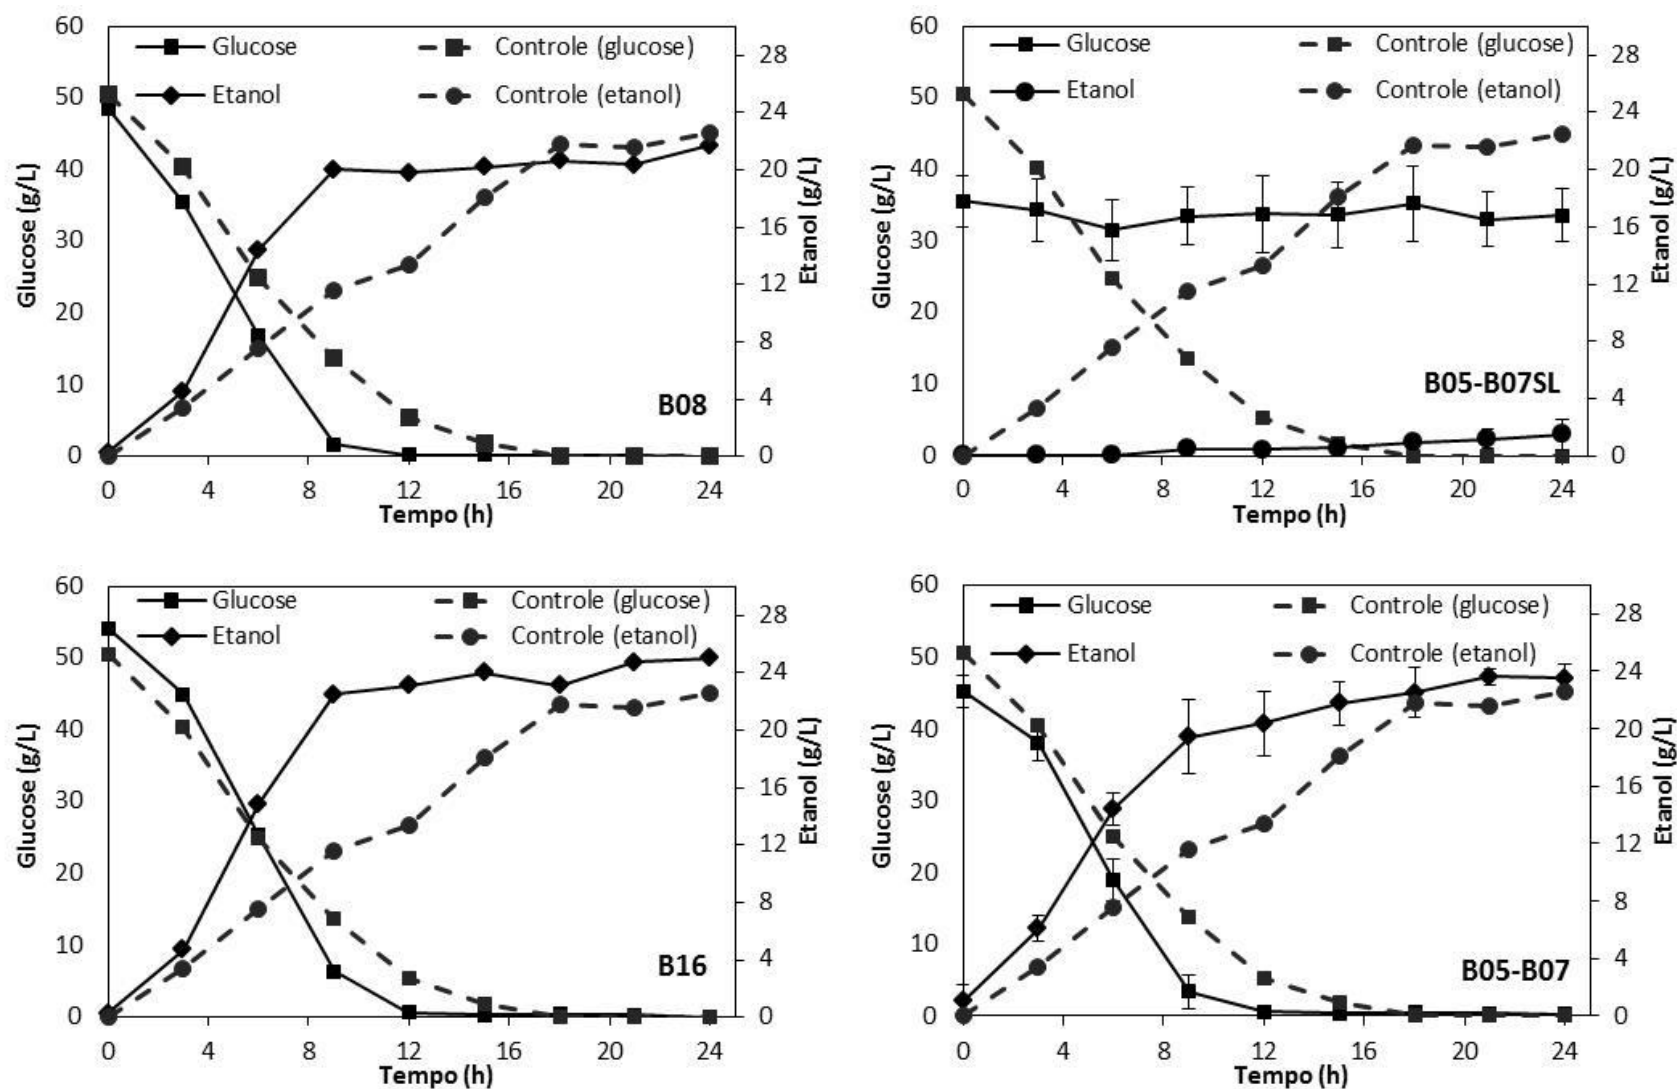 Glucose
Controle (glucose)
Etanol
Controle (etanol)
60
50
40
30
20
10
0
Glucose (g/L)
28
24
20
16
12
8
4
0
Etanol (g/L)
B08
0 4 8 12 16 20 24
Tempo (h)
Glucose
Controle (glucose)
Etanol
Controle (etanol)
60
50
40
30
20
10
0
Glucose (g/L)
28
24
20
16
12
8
4
0
Etanol (g/L)
B05-B07SL
0 4 8 12 16 20 24
Tempo (h)
Glucose
Controle (glucose)
Etanol
Controle (etanol)
60
50
40
30
20
10
0
Glucose (g/L)
28
24
20
16
12
8
4
0
Etanol (g/L)
B16
0 4 8 12 16 20 24
Tempo (h)
Glucose
Controle (glucose)
Etanol
Controle (etanol)
60
50
40
30
20
10
0
Glucose (g/L)
28
24
20
16
12
8
4
0
Etanol (g/L)
B05-B07
0 4 8 12 16 20 24
Tempo (h)